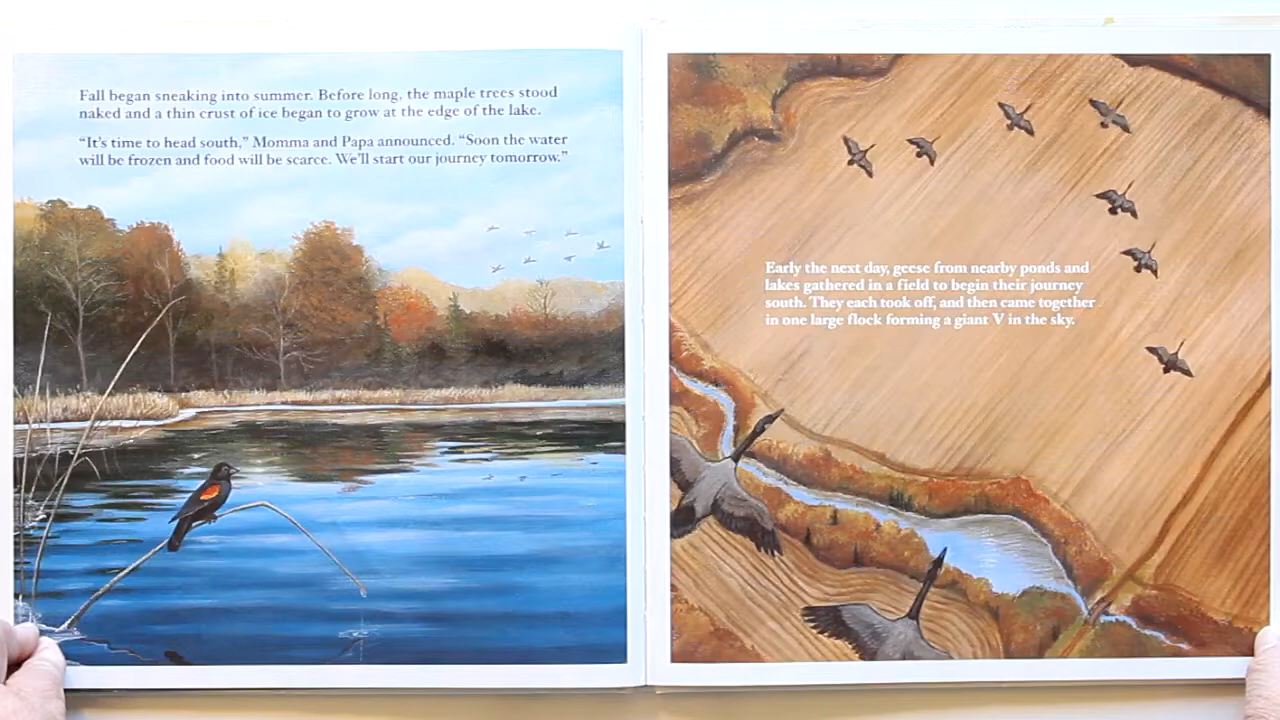 Fall began sneaking into summer. Before long, the maple trees stood
naked and a thin crust of ice began to grow at the edge of the lake.
“It’s time to head south,” Momma and Papa announced. “Soon the water
will be frozen and food will be scarce. We’ll start our journey tomorrow.”
Early the next day, geese from nearby ponds and
lakes gathered in a field to begin their journey
south. They each took off, and then came together
in one large flock forming a giant V in the sky.